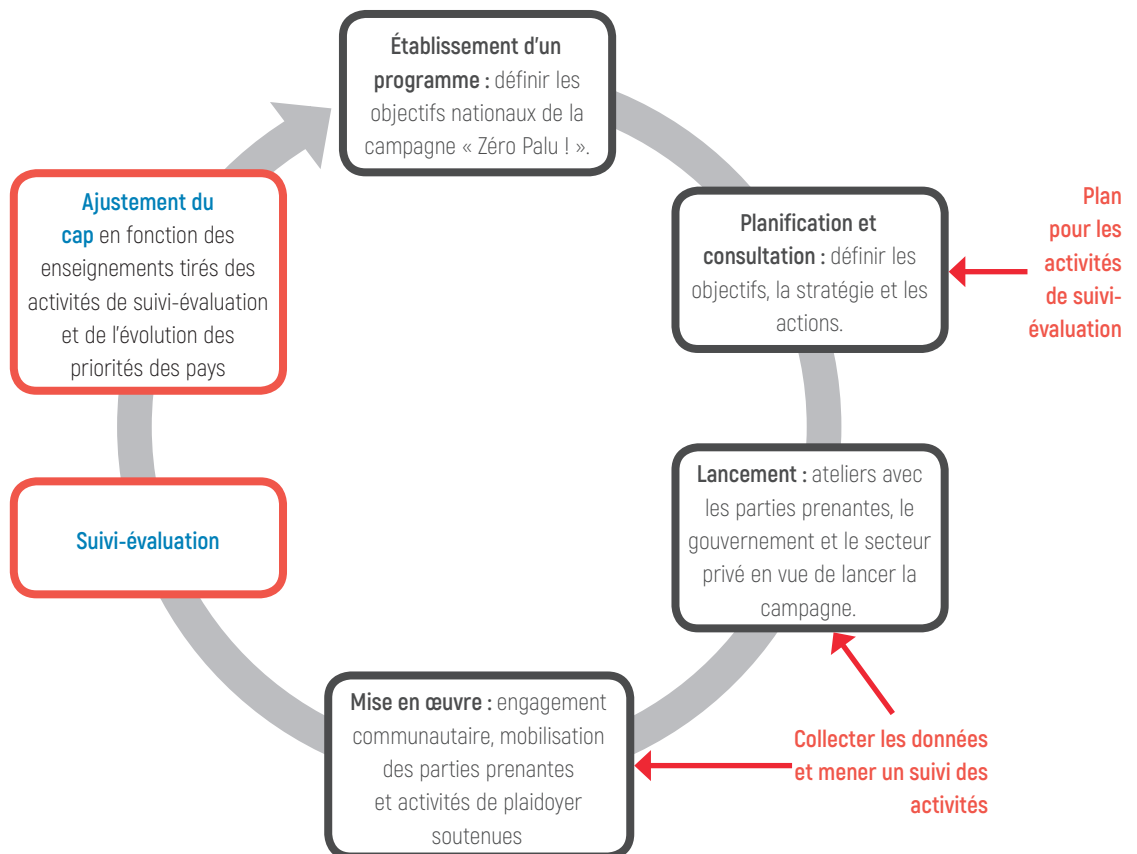 Établissement d'un
programme : définir les
objectifs nationaux de la
campagne « Zéro Palu ! ».
Planification et
consultation : définir les
objectifs, la stratégie et les
actions.
Plan
pour les
activités
de suivi-
évaluation
Lancement : ateliers avec
les parties prenantes, le
gouvernement et le secteur
privé en vue de lancer la
campagne.
Collecter les données
et mener un suivi des
activités
Mise en œuvre : engagement
communautaire, mobilisation
des parties prenantes
et activités de plaidoyer
soutenues
Suivi-évaluation
Ajustement du
cap en fonction des
enseignements tirés des
activités de suivi-évaluation
et de l'évolution des
priorités des pays